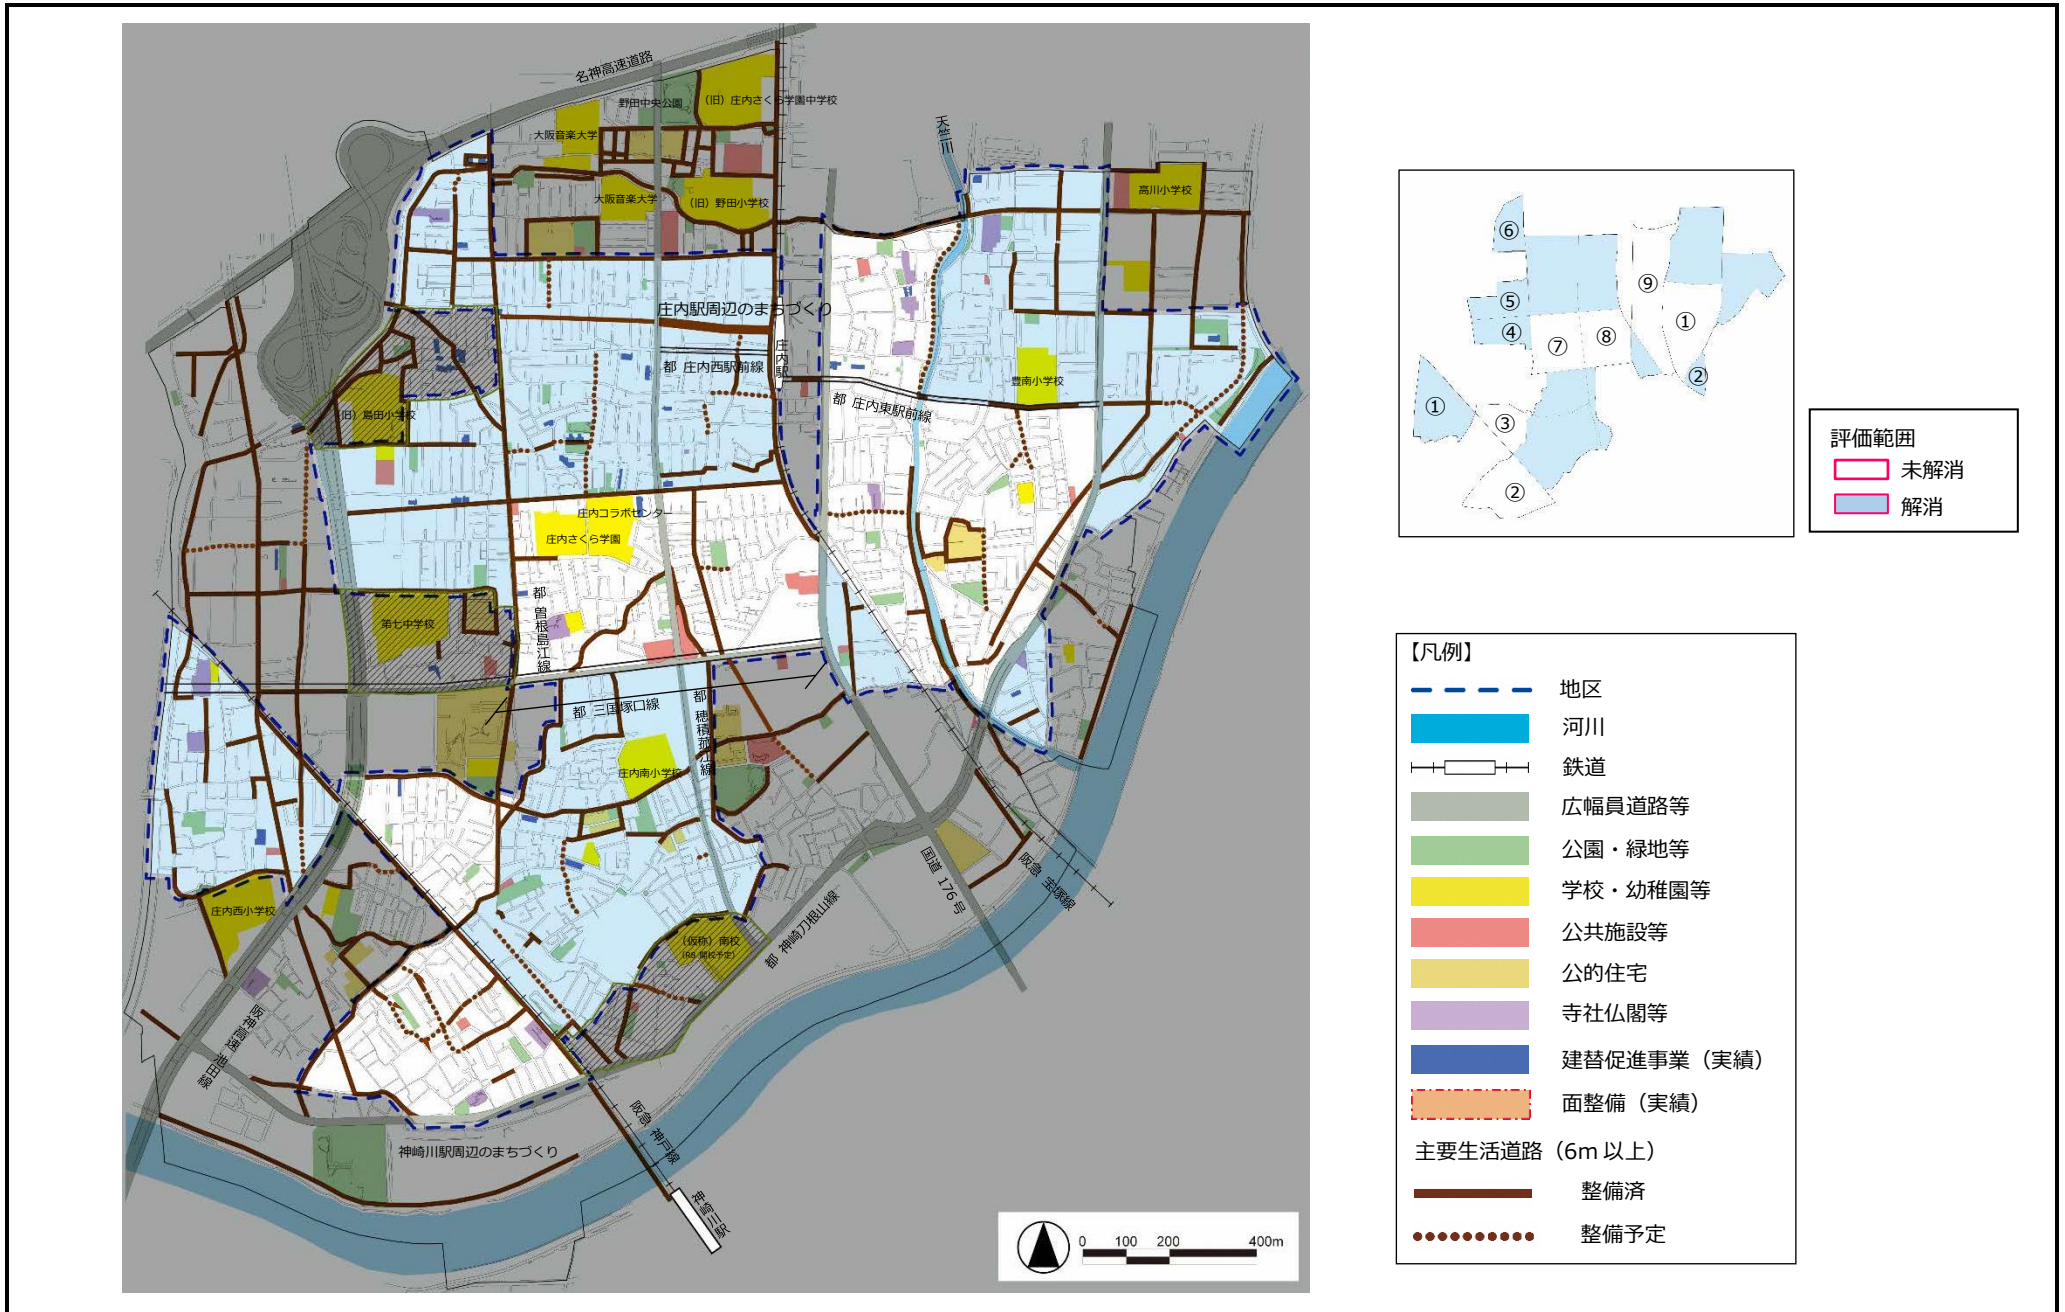 名神高速道路
野田中央公園
（旧）庄内さくら学園中学校
大阪音楽大学
大阪音楽大学
（旧）野田小学校
天竺川
高川小学校
庄内駅周辺のまちづくり
庄内駅
都 庄内西駅前線
都 庄内東駅前線
豊南小学校
（旧）島田小学校
庄内コラボセンター
庄内さくら学園
第七中学校
都 曽根島江線
都 三国塚口線
都 穂積菰江線
庄内南小学校
庄内西小学校
（仮称）南校
（R8 開校予定）
都 神崎刀根山線
国道 176号
阪急 宝塚線
阪神高速 池田線
神崎川駅周辺のまちづくり
阪急 神戸線
神崎川駅
0 100 200 400m
⑥
⑤
④
⑦
⑧
⑨
①
②
①
③
②
評価範囲
未解消
解消
【凡例】
地区
河川
鉄道
広幅員道路等
公園・緑地等
学校・幼稚園等
公共施設等
公的住宅
寺社仏閣等
建替促進事業（実績）
面整備（実績）
主要生活道路（6m 以上）
整備済
整備予定